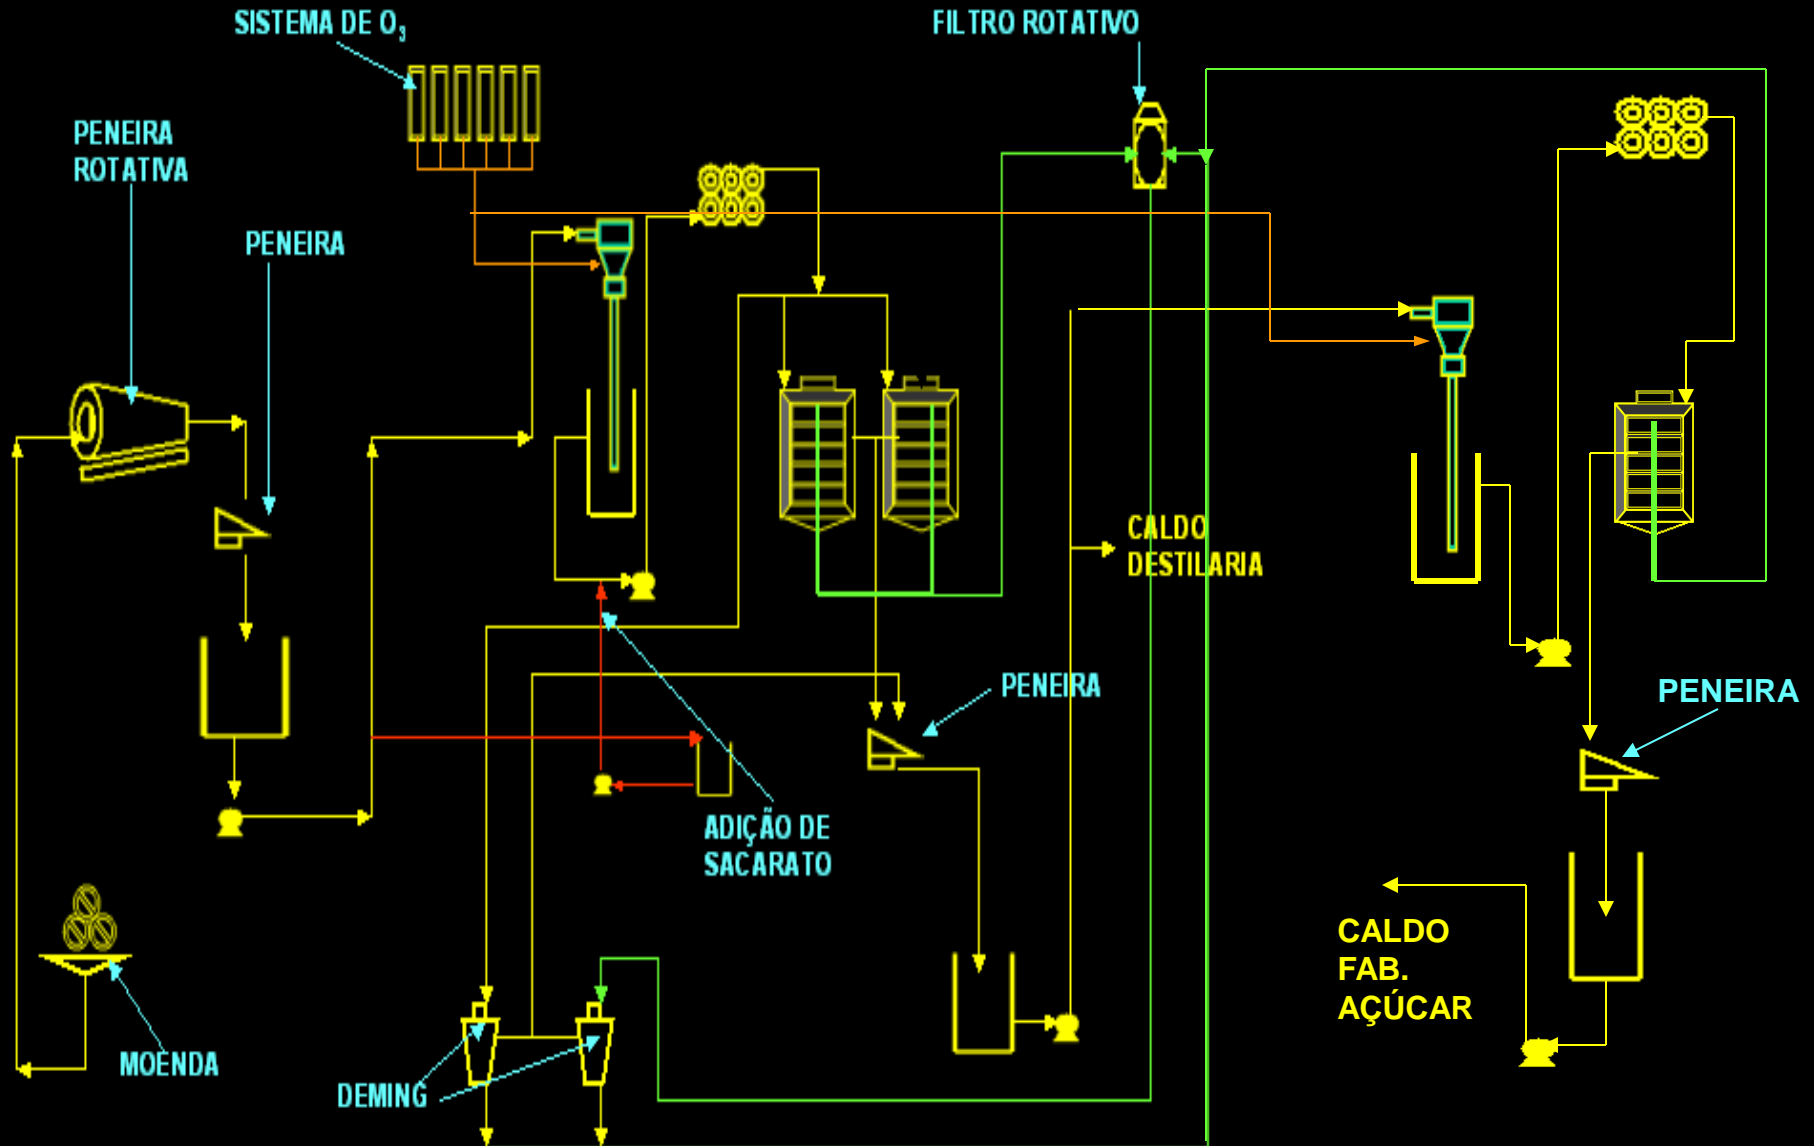 SISTEMA DE O₃
FILTRO ROTATIVO
PENEIRA
ROTATIVA
PENEIRA
CALDO
DESTILARIA
PENEIRA
PENEIRA
ADIÇÃO DE
SACARATO
CALDO
FAB.
AÇÚCAR
MOENDA
DEMING